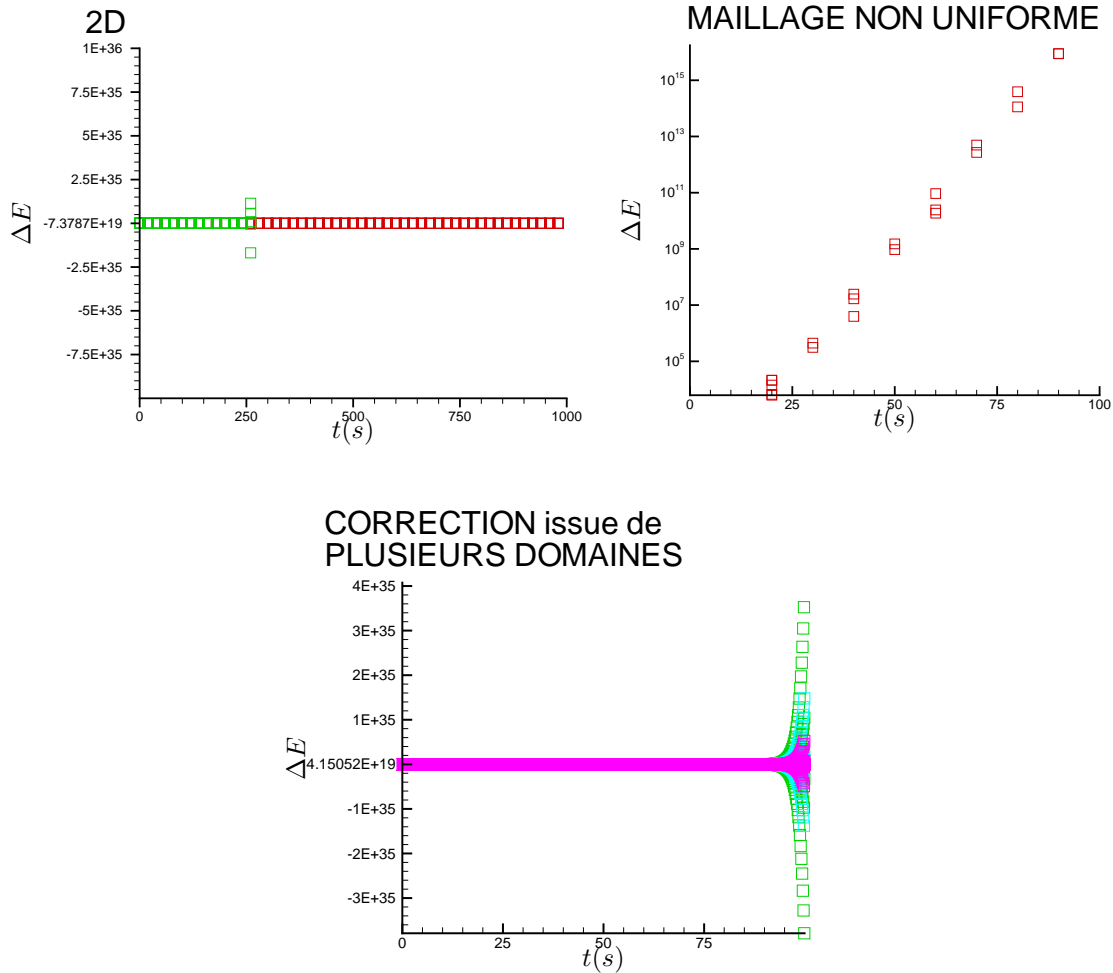 2D
1E+36
7.5E+35
5E+35
2.5E+35
-7.3787E+19
-2.5E+35
-5E+35
-7.5E+35
ΔE
0 250 500 750 1000
t(s)
MAILLAGE NON UNIFORME
10^15
10^13
10^11
10^9
10^7
10^5
ΔE
0 25 50 75 100
t(s)
CORRECTION issue de
PLUSIEURS DOMAINES
4E+35
3E+35
2E+35
1E+35
4.15052E+19
-1E+35
-2E+35
-3E+35
ΔE
0 25 50 75
t(s)